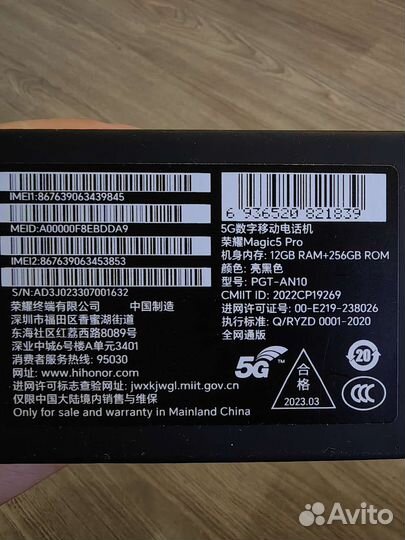 IMEI1:867639063439845
MEID:A00000F8EBDDA9
IMEI2:867639063453853
S/N:AD3J023307001632
荣耀终端有限公司 中国制造
深圳市福田区香蜜湖街道
东海社区红荔西路8089号
深业中城6号楼A单元3401
消费者服务热线：95030
网址：www.hihonor.com
进网许可标志查验网址：jwxkjwgl.miit.gov.cn
仅限中国大陆境内销售与维保
Only for sale and warranty in Mainland China
6 936520 821839
5G数字移动电话机
荣耀Magic5 Pro
机身内存: 12GB RAM+256GB ROM
颜色: 亮黑色
型号: PGT-AN10
CMIIT ID: 2022CP19269
进网许可证号: 00-E219-238026
执行标准: Q/RYZD 0001-2020
全网通版
5G
合格
2023.03
20
CCC
Avito